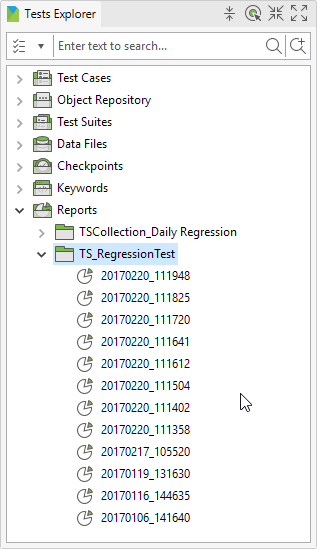 Tests Explorer
Enter text to search...
Test Cases
Object Repository
Test Suites
Data Files
Checkpoints
Keywords
Reports
TSCollection_Daily Regression
TS_RegressionTest
20170220_111948
20170220_111825
20170220_111720
20170220_111641
20170220_111612
20170220_111504
20170220_111402
20170220_111358
20170217_105520
20170119_131630
20170116_144635
20170106_141640